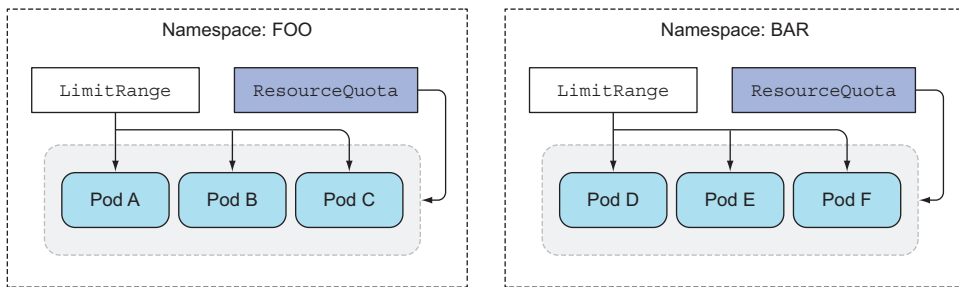 Namespace: FOO
LimitRange
ResourceQuota
Pod A
Pod B
Pod C
Namespace: BAR
LimitRange
ResourceQuota
Pod D
Pod E
Pod F